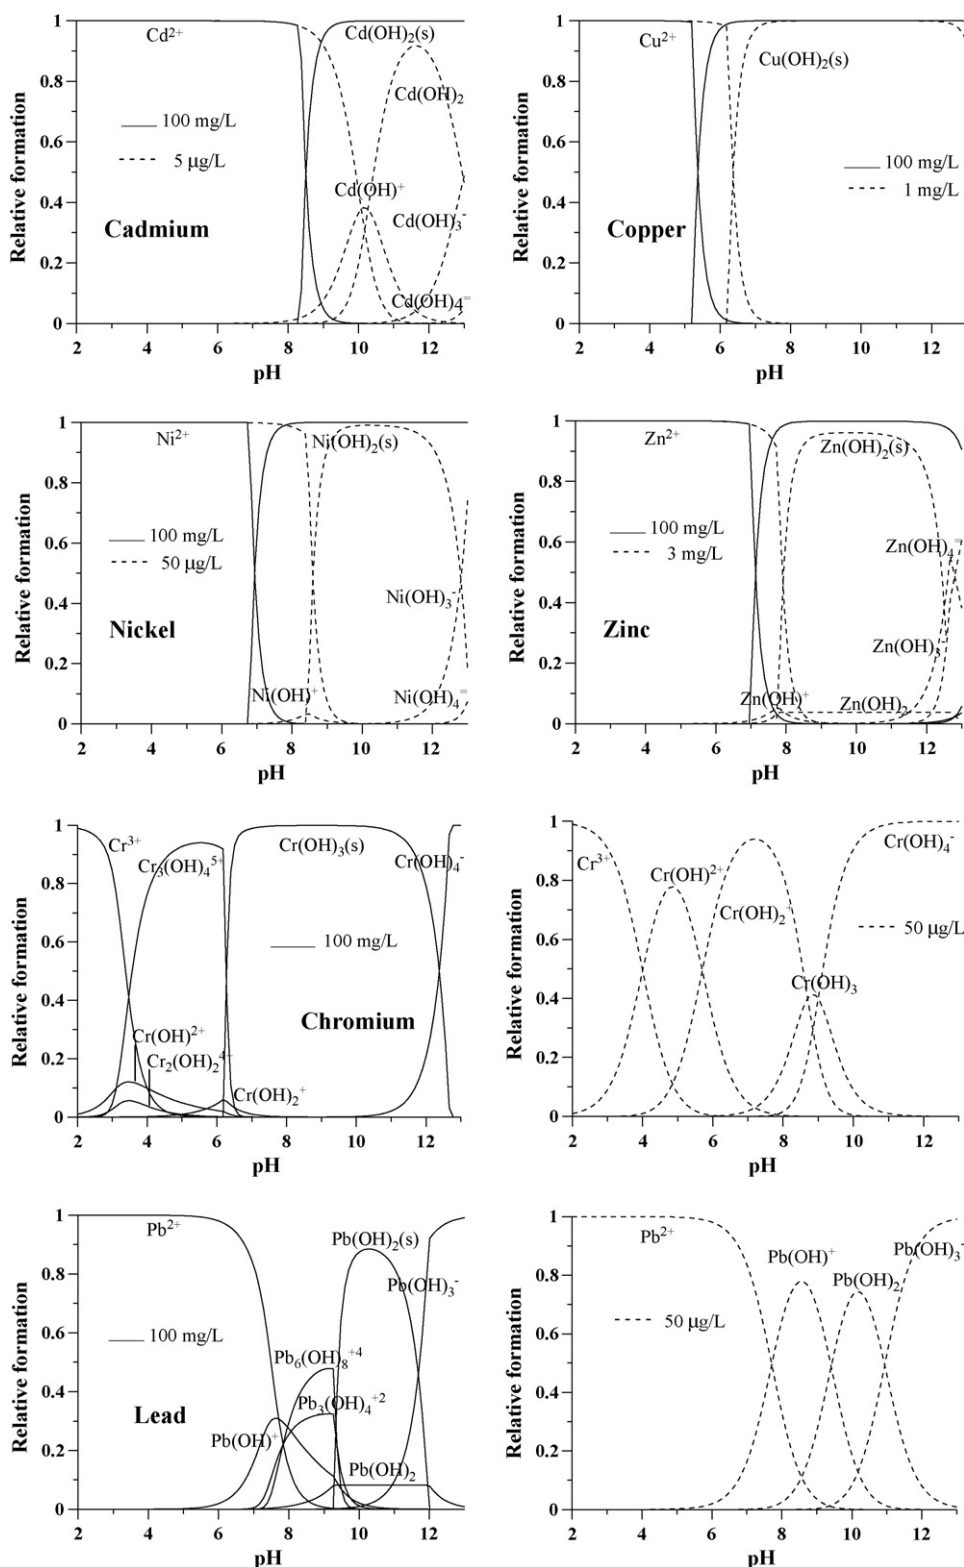 Relative formation
1
0.8
0.6
0.4
0.2
0
Cd²⁺
Cd(OH)₂(s)
Cd(OH)₂
100 mg/L
5 µg/L
Cd(OH)⁺
Cd(OH)₃⁻
Cadmium
Cd(OH)₄⁼
2 4 6 8 10 12
pH
Relative formation
1
0.8
0.6
0.4
0.2
0
Cu²⁺
Cu(OH)₂(s)
100 mg/L
1 mg/L
Copper
2 4 6 8 10 12
pH
Relative formation
1
0.8
0.6
0.4
0.2
0
Ni²⁺
Ni(OH)₂(s)
100 mg/L
50 µg/L
Ni(OH)₃⁻
Nickel
Ni(OH)⁺
Ni(OH)₄⁼
2 4 6 8 10 12
pH
Relative formation
1
0.8
0.6
0.4
0.2
0
Zn²⁺
Zn(OH)₂(s)
100 mg/L
3 mg/L
Zn(OH)₄⁼
Zinc
Zn(OH)₃⁻
Zn(OH)⁺
Zn(OH)₂
2 4 6 8 10 12
pH
Relative formation
1
0.8
0.6
0.4
0.2
0
Cr³⁺
Cr₃(OH)₄⁵⁺
Cr(OH)₃(s)
Cr(OH)₄⁻
100 mg/L
Chromium
Cr(OH)²⁺
Cr₂(OH)₂⁴⁺
Cr(OH)₂⁺
2 4 6 8 10 12
pH
Relative formation
1
0.8
0.6
0.4
0.2
0
Cr³⁺
Cr(OH)²⁺
Cr(OH)₂⁺
Cr(OH)₄⁻
50 µg/L
Cr(OH)₃
2 4 6 8 10 12
pH
Relative formation
1
0.8
0.6
0.4
0.2
0
Pb²⁺
Pb(OH)₂(s)
Pb(OH)₃⁻
100 mg/L
Pb₆(OH)₈⁺⁴
Pb₃(OH)₄⁺²
Lead
Pb(OH)⁺
Pb(OH)₂
2 4 6 8 10 12
pH
Relative formation
1
0.8
0.6
0.4
0.2
0
Pb²⁺
Pb(OH)⁺
Pb(OH)₂
Pb(OH)₃⁻
50 µg/L
2 4 6 8 10 12
pH